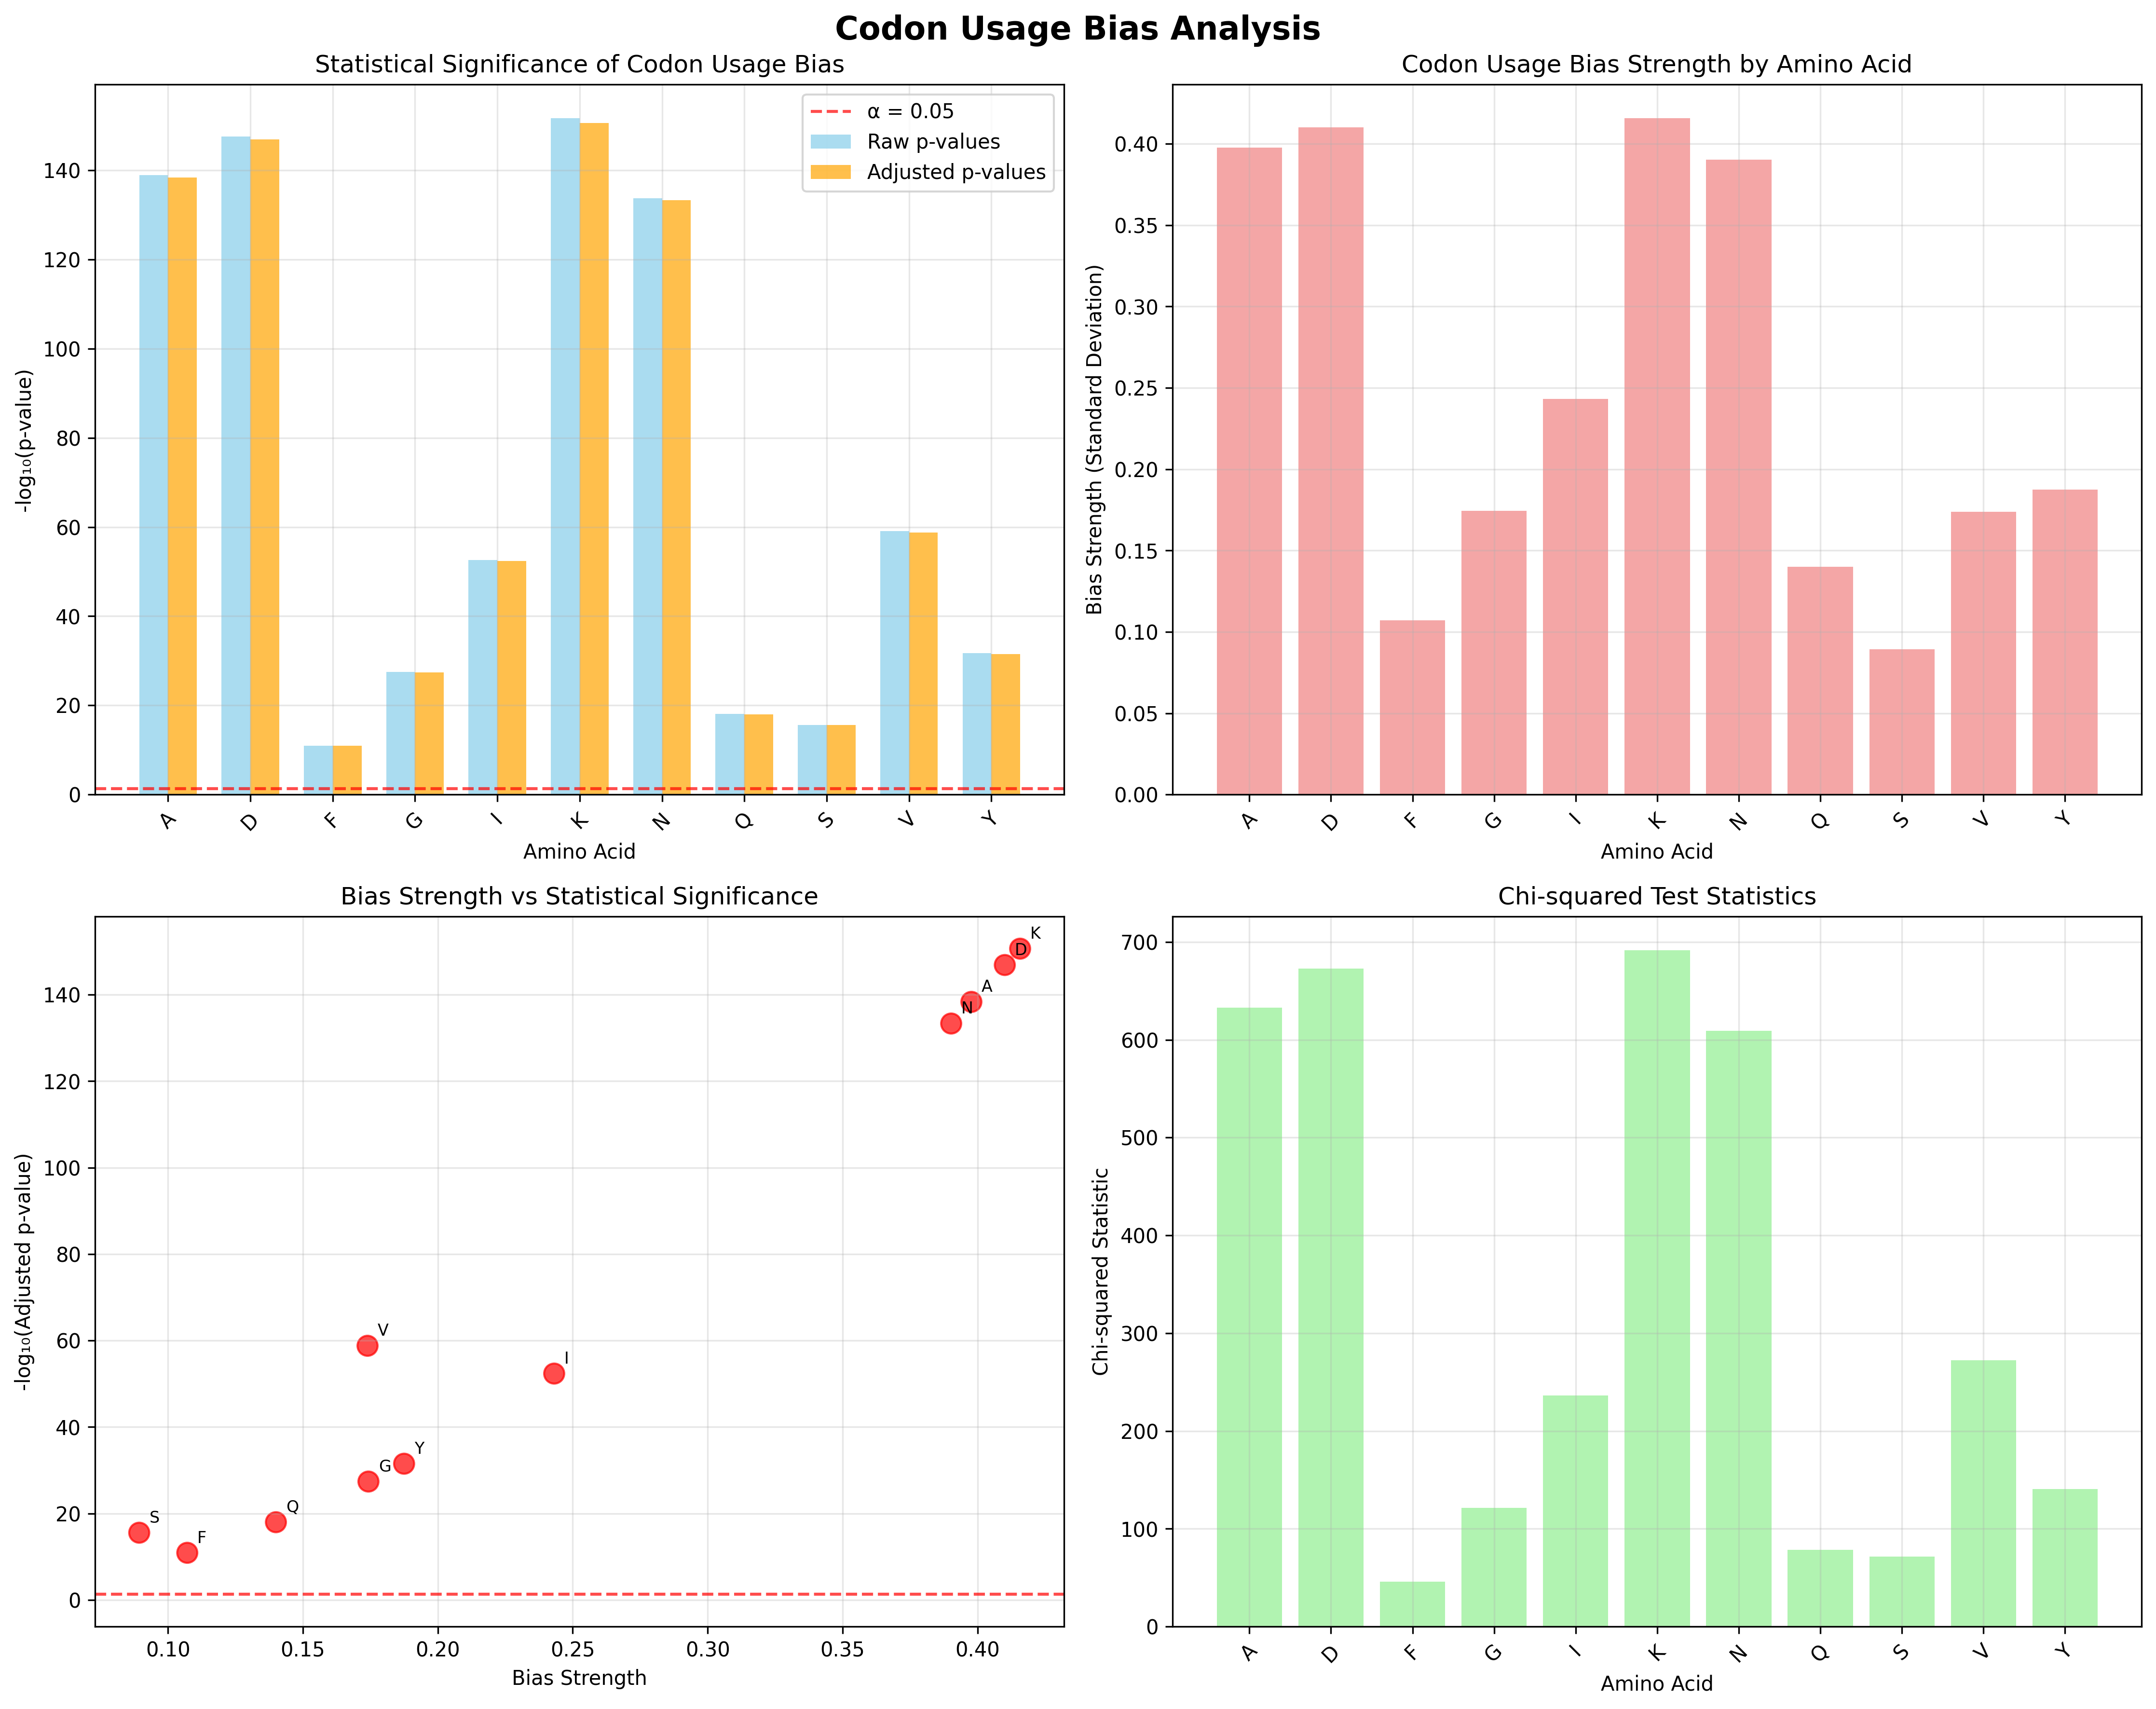 Codon Usage Bias Analysis
Statistical Significance of Codon Usage Bias
α = 0.05
Raw p-values
Adjusted p-values
-log₁₀(p-value)
140
120
100
80
60
40
20
0
A D F G I K N Q S V Y
Amino Acid
Codon Usage Bias Strength by Amino Acid
Bias Strength (Standard Deviation)
0.40
0.35
0.30
0.25
0.20
0.15
0.10
0.05
0.00
A D F G I K N Q S V Y
Amino Acid
Bias Strength vs Statistical Significance
-log₁₀(Adjusted p-value)
140
120
100
80
60
40
20
0
K
D
A
N
V
I
Y
G
Q
S
F
0.10 0.15 0.20 0.25 0.30 0.35 0.40
Bias Strength
Chi-squared Test Statistics
Chi-squared Statistic
700
600
500
400
300
200
100
0
A D F G I K N Q S V Y
Amino Acid